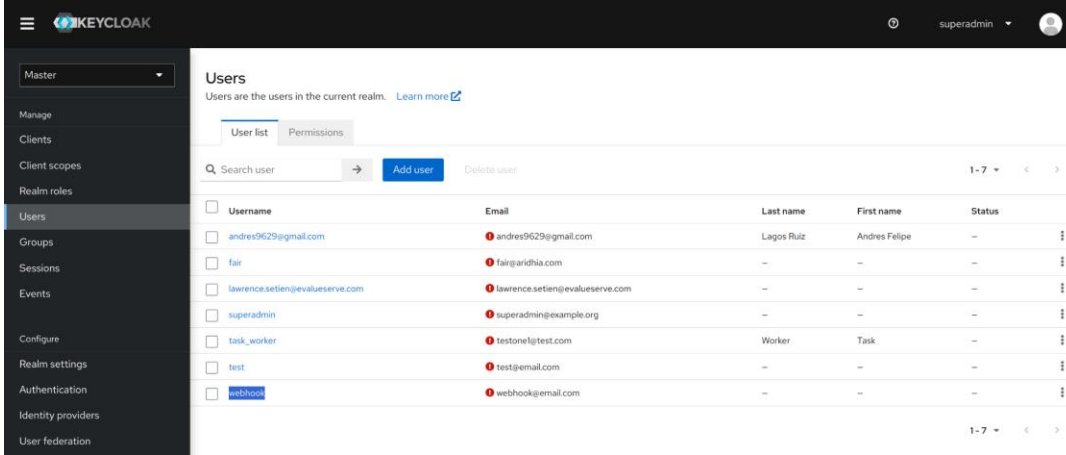 KEYCLOAK
superadmin
Master
Manage
Clients
Client scopes
Realm roles
Users
Groups
Sessions
Events
Configure
Realm settings
Authentication
Identity providers
User federation
Users
Users are the users in the current realm. Learn more
User list Permissions
Search user Add user Delete user 1 - 7
Username Email Last name First name Status
andres9629@gmail.com andres9629@gmail.com Lagos Ruiz Andres Felipe –
fair fair@aridhia.com – – –
lawrence.setien@evalueserve.com lawrence.setien@evalueserve.com – – –
superadmin superadmin@example.org – – –
task_worker testone1@test.com Worker Task –
test test@email.com – – –
webhook webhook@email.com – – –
1 - 7